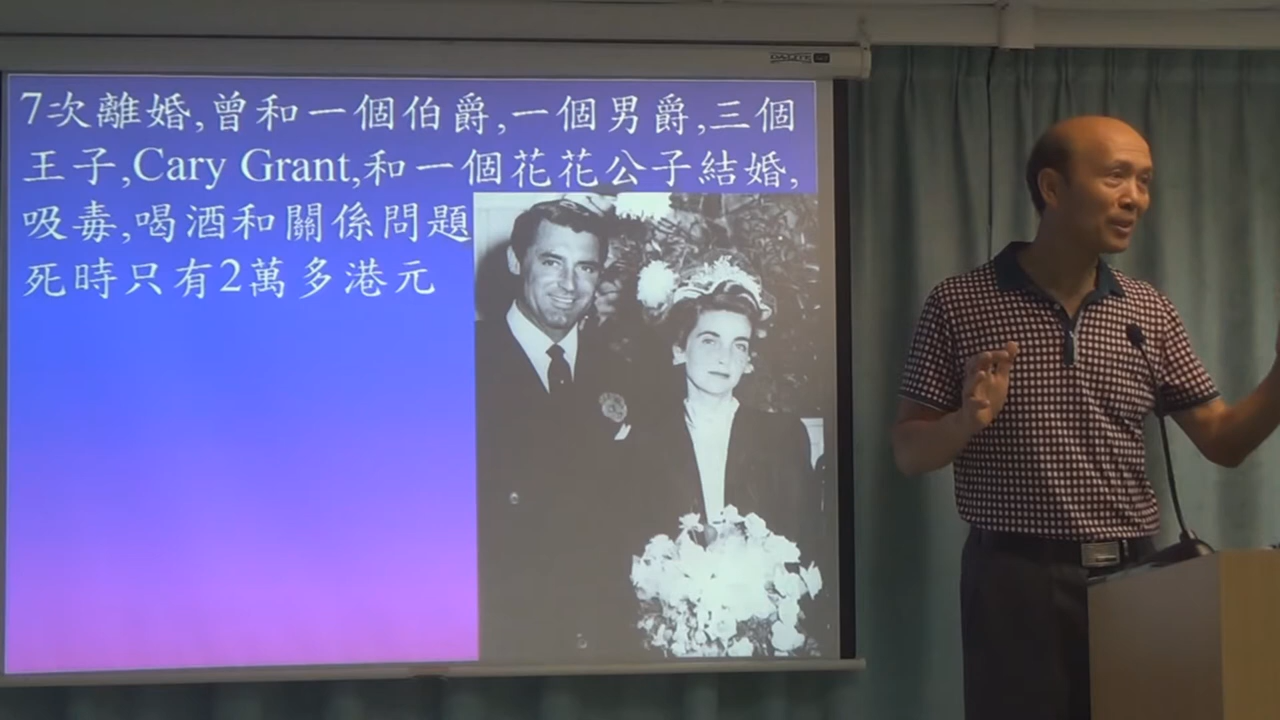 7次離婚,曾和一個伯爵,一個男爵,三個
王子,Cary Grant,和一個花花公子結婚,
吸毒,喝酒和關係問題
死時只有2萬多港元
DA-LITE